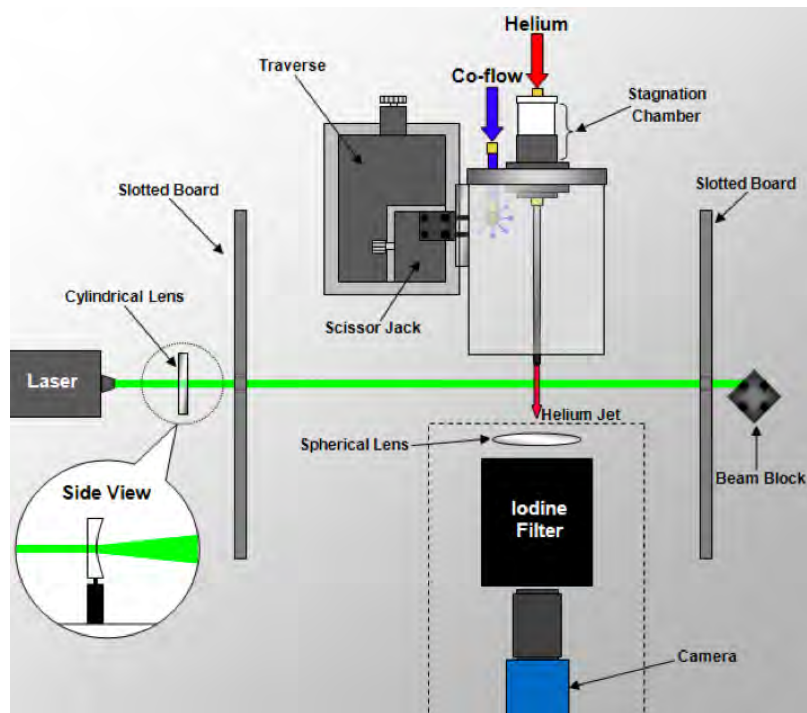 Helium
Co-flow
Traverse
Stagnation
Chamber
Slotted Board
Slotted Board
Cylindrical Lens
Scissor Jack
Laser
Helium Jet
Spherical Lens
Beam Block
Side View
Iodine
Filter
Camera